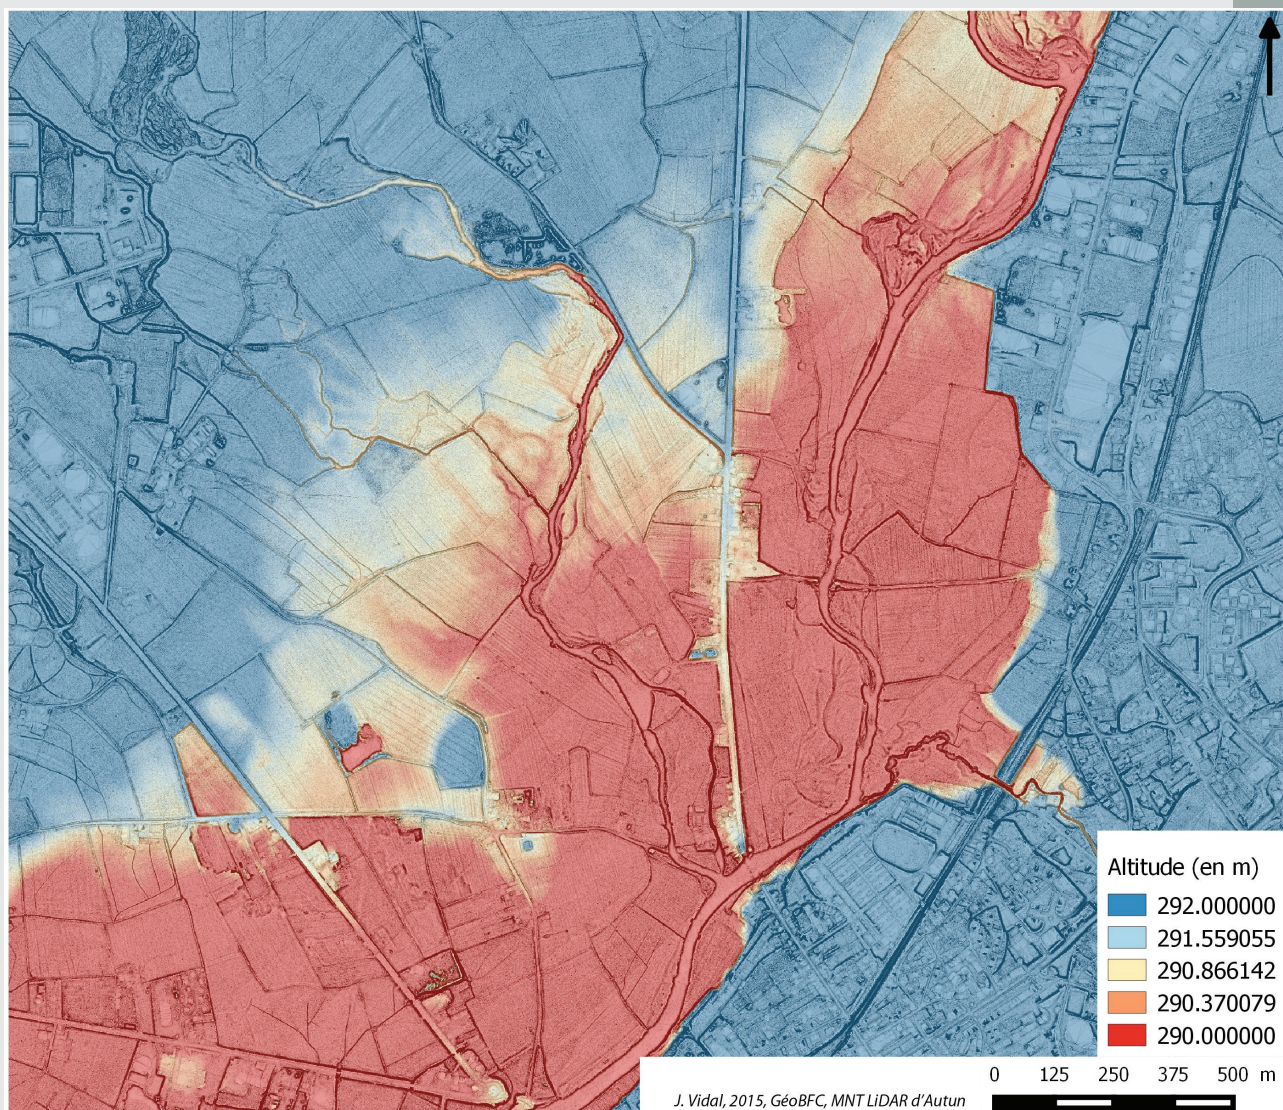 Altitude (en m)
292.000000
291.559055
290.866142
290.370079
290.000000
0 125 250 375 500 m
J. Vidal, 2015, GéoBFC, MNT LiDAR d'Autun